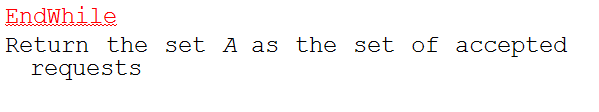 EndWhile
Return the set A as the set of accepted
requests